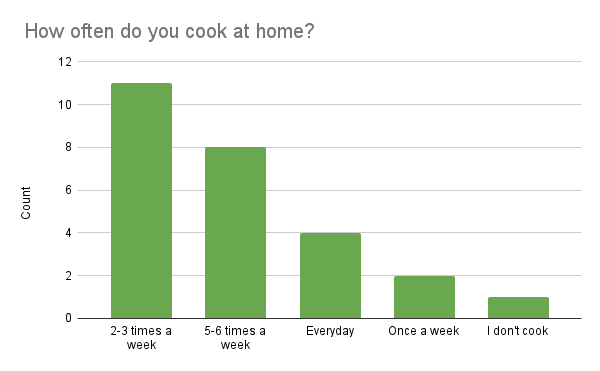 How often do you cook at home?
12
10
8
6
4
2
0
Count
2-3 times a
week
5-6 times a
week
Everyday
Once a week
I don't cook